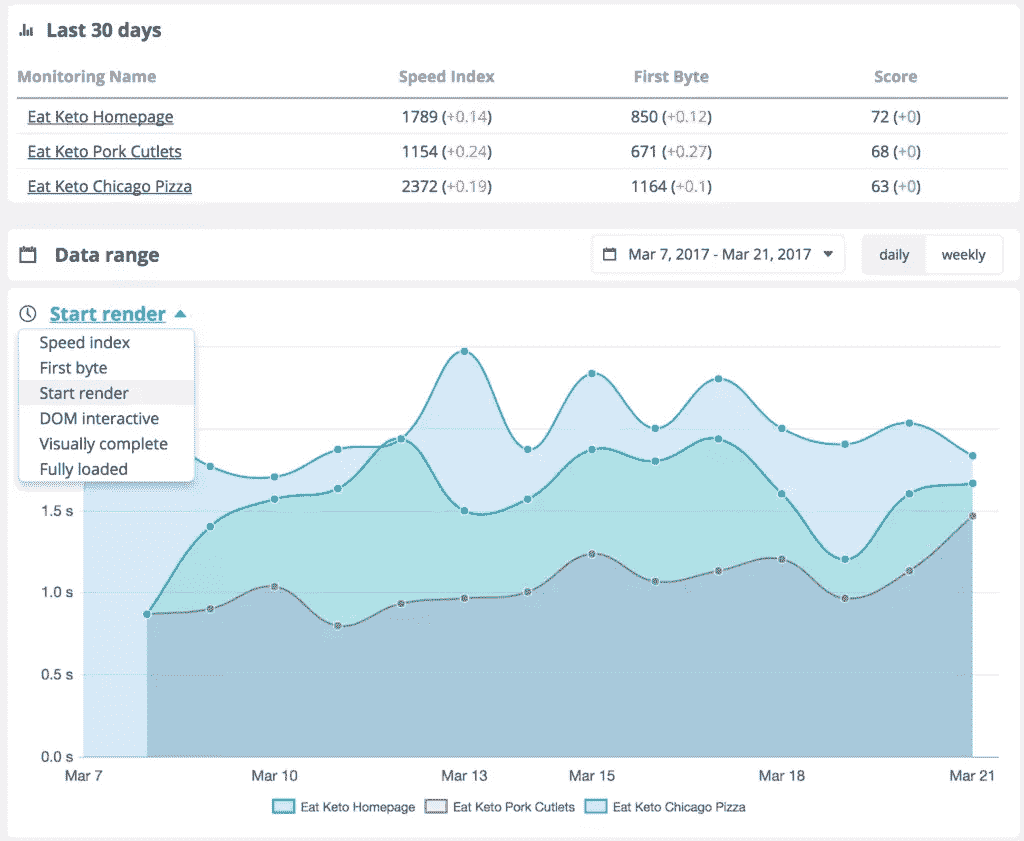 Last 30 days
Monitoring Name Speed Index First Byte Score
Eat Keto Homepage 1789 (+0.14) 850 (+0.12) 72 (+0)
Eat Keto Pork Cutlets 1154 (+0.24) 671 (+0.27) 68 (+0)
Eat Keto Chicago Pizza 2372 (+0.19) 1164 (+0.1) 63 (+0)
Data range Mar 7, 2017 - Mar 21, 2017 daily weekly
Start render
Speed index
First byte
Start render
DOM interactive
Visually complete
Fully loaded
1.5 s
1.0 s
0.5 s
0.0 s
Mar 7 Mar 10 Mar 13 Mar 15 Mar 18 Mar 21
Eat Keto Homepage Eat Keto Pork Cutlets Eat Keto Chicago Pizza